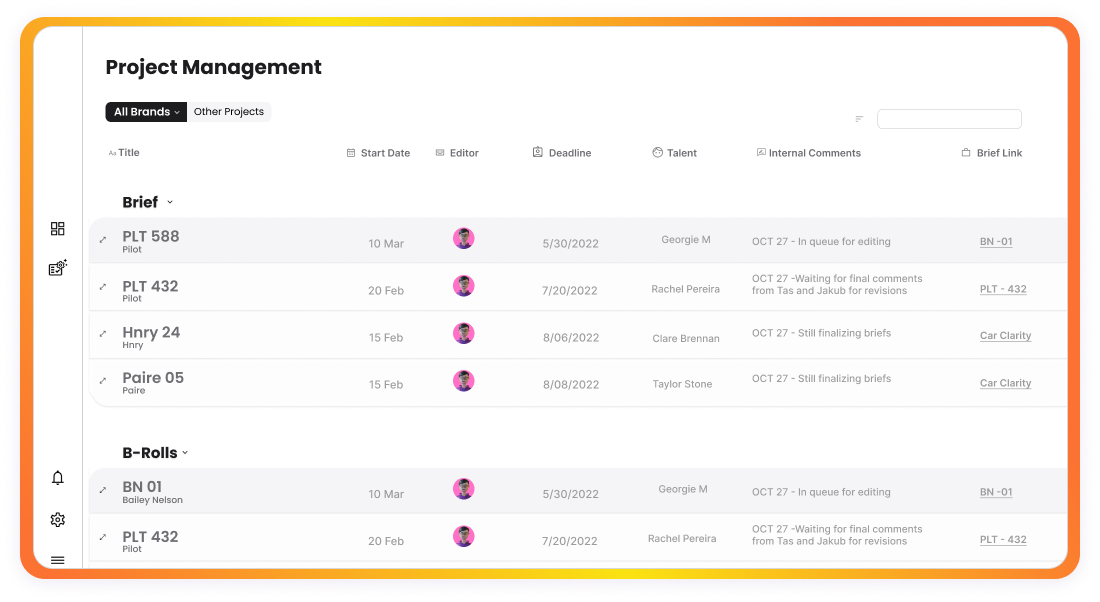 Project Management
All Brands Other Projects
Aa Title Start Date Editor Deadline Talent Internal Comments Brief Link
Brief
PLT 588
Pilot
10 Mar 5/30/2022 Georgie M OCT 27 - In queue for editing BN -01
PLT 432
Pilot
20 Feb 7/20/2022 Rachel Pereira OCT 27 -Waiting for final comments
from Tas and Jakub for revisions
PLT - 432
Hnry 24
Hnry
15 Feb 8/06/2022 Clare Brennan OCT 27 - Still finalizing briefs Car Clarity
Paire 05
Paire
15 Feb 8/08/2022 Taylor Stone OCT 27 - Still finalizing briefs Car Clarity
B-Rolls
BN 01
Bailey Nelson
10 Mar 5/30/2022 Georgie M OCT 27 - In queue for editing BN -01
PLT 432
Pilot
20 Feb 7/20/2022 Rachel Pereira OCT 27 -Waiting for final comments
from Tas and Jakub for revisions
PLT - 432